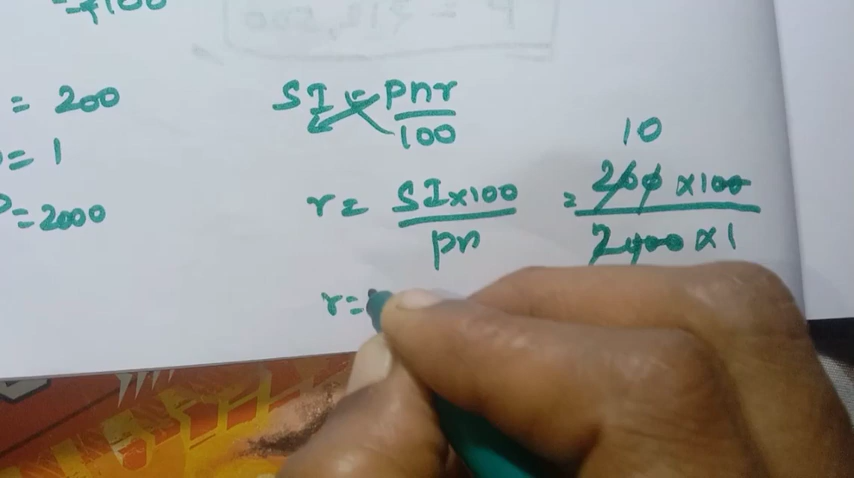 = 200
= 1
= 2000
SI = pnr
100
r = SI x 100
pn
10
= 200 x 100
2000 x 1
r =